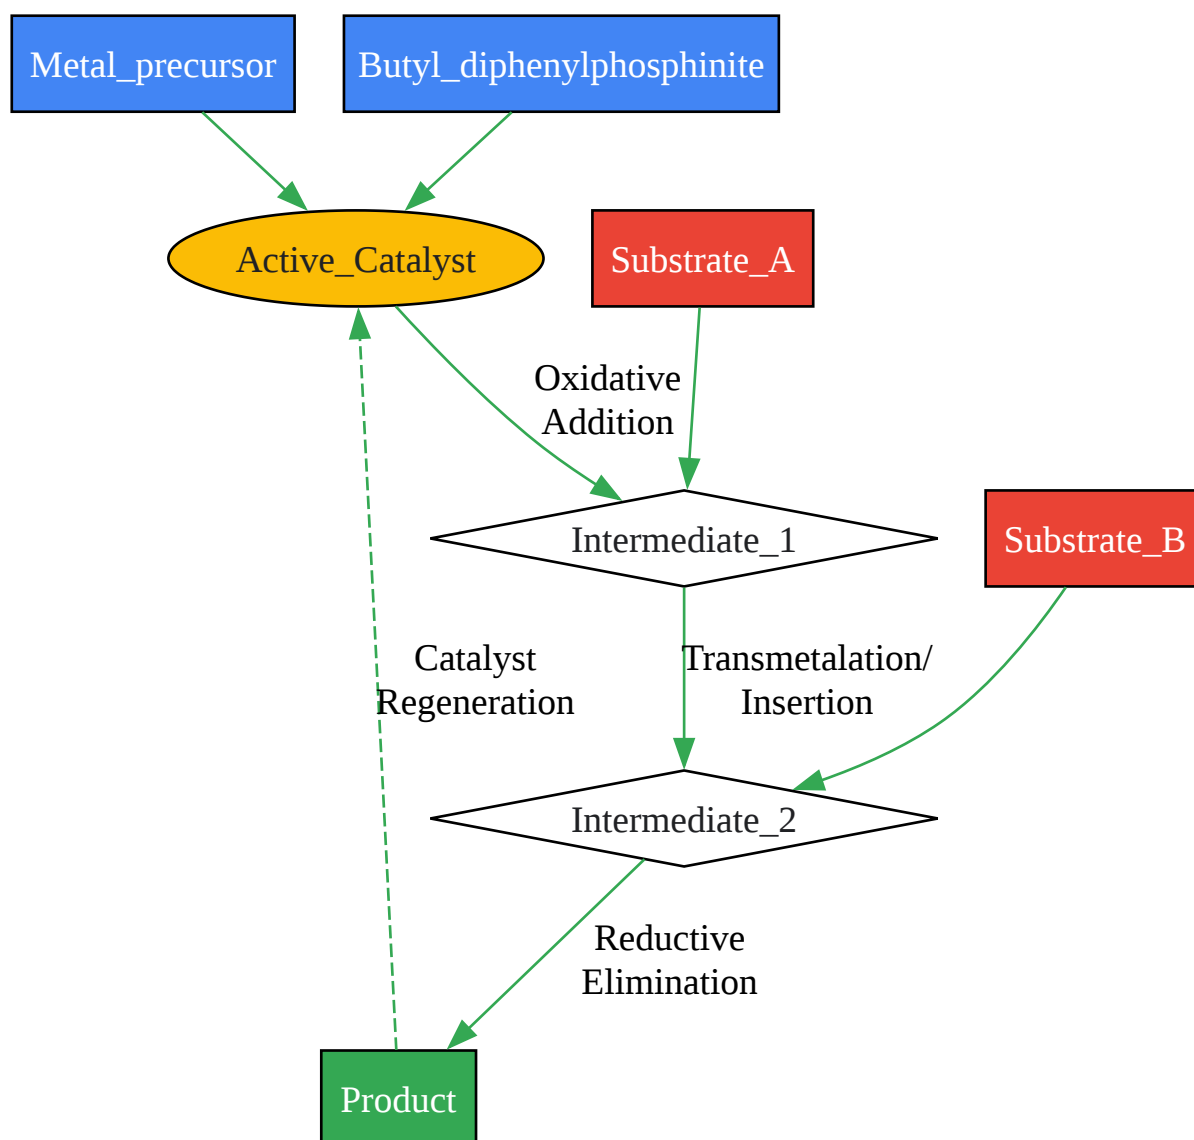 Metal_precursor
Butyl_diphenylphosphinite
Active_Catalyst
Substrate_A
Oxidative
Addition
Intermediate_1
Substrate_B
Catalyst
Regeneration
Transmetalation/
Insertion
Intermediate_2
Reductive
Elimination
Product